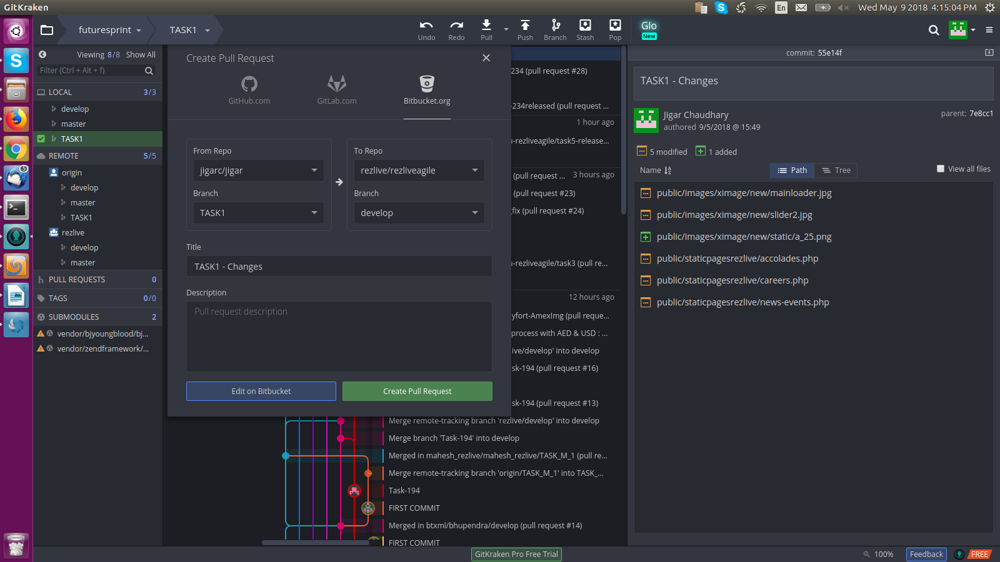 GitKraken
En
Wed May 9 2018 4:15:04 PM
futuresprint
TASK1
Undo
Redo
Pull
Push
Branch
Stash
Pop
Glo
New
Viewing 8/8 Show All
Filter (Ctrl + Alt + f)
LOCAL 3/3
develop
master
TASK1
REMOTE 5/5
origin
develop
master
TASK1
rezlive
develop
master
PULL REQUESTS 0
TAGS 0/0
SUBMODULES 2
vendor/bjyoungblood/bj...
vendor/zendframework/...
Create Pull Request
GitHub.com
GitLab.com
Bitbucket.org
From Repo
jigarc/jigar
Branch
TASK1
To Repo
rezlive/rezliveagile
Branch
develop
Title
TASK1 - Changes
Description
Pull request description
Edit on Bitbucket
Create Pull Request
234 (pull request #28)
-234released (pull request ...
1 hour ago
u-rezliveagile/task5-release...
(pull request ... 3 hours ago
(pull request #23)
fix (pull request #24)
u-rezliveagile/task3 (pull re...
12 hours ago
yfort-AmexImg (pull reque...
process with AED & USD : ...
ive/develop' into develop
sk-194 (pull request #16)
sk-194 (pull request #13)
Merge remote-tracking branch 'rezlive/develop' into develop
Merge branch 'Task-194' into develop
Merged in mahesh_rezlive/mahesh_rezlive/TASK_M_1 (pull re...
Merge remote-tracking branch 'origin/TASK_M_1' into TASK_...
Task-194
FIRST COMMIT
Merged in btxml/bhupendra/develop (pull request #14)
FIRST COMMIT
commit: 55e14f
TASK1 - Changes
Jigar Chaudhary
authored 9/5/2018 @ 15:49
parent: 7e8cc1
5 modified
1 added
Name
Path
Tree
View all files
public/images/ximage/new/mainloader.jpg
public/images/ximage/new/slider2.jpg
public/images/ximage/new/static/a_25.png
public/staticpagesrezlive/accolades.php
public/staticpagesrezlive/careers.php
public/staticpagesrezlive/news-events.php
GitKraken Pro Free Trial
100%
Feedback
FREE